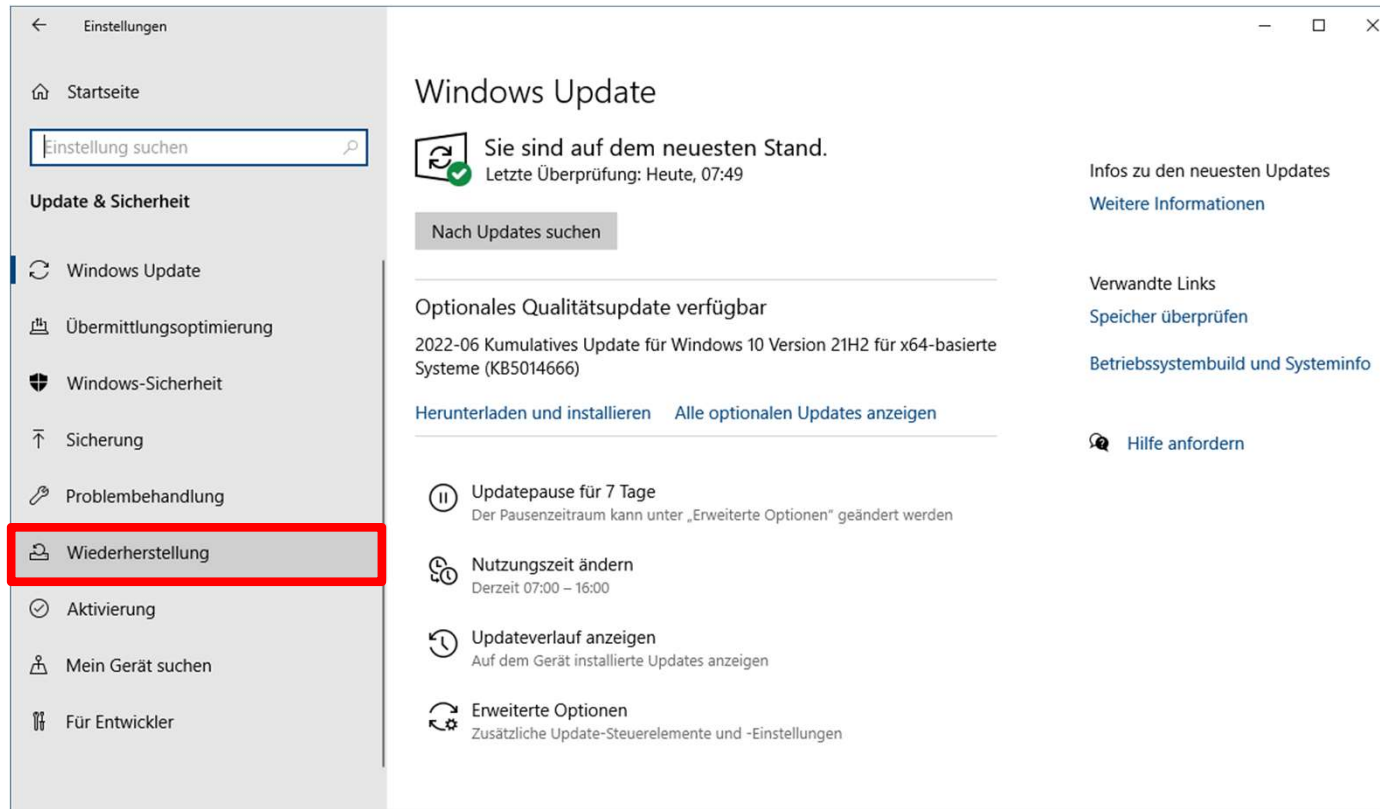 Einstellungen
Startseite
Einstellung suchen
Update & Sicherheit
Windows Update
Übermittlungsoptimierung
Windows-Sicherheit
Sicherung
Problembehandlung
Wiederherstellung
Aktivierung
Mein Gerät suchen
Für Entwickler
Windows Update
Sie sind auf dem neuesten Stand.
Letzte Überprüfung: Heute, 07:49
Nach Updates suchen
Optionales Qualitätsupdate verfügbar
2022-06 Kumulatives Update für Windows 10 Version 21H2 für x64-basierte
Systeme (KB5014666)
Herunterladen und installieren Alle optionalen Updates anzeigen
Updatepause für 7 Tage
Der Pausenzeitraum kann unter „Erweiterte Optionen“ geändert werden
Nutzungszeit ändern
Derzeit 07:00 – 16:00
Updateverlauf anzeigen
Auf dem Gerät installierte Updates anzeigen
Erweiterte Optionen
Zusätzliche Update-Steuerelemente und -Einstellungen
Infos zu den neuesten Updates
Weitere Informationen
Verwandte Links
Speicher überprüfen
Betriebssystembuild und Systeminfo
Hilfe anfordern